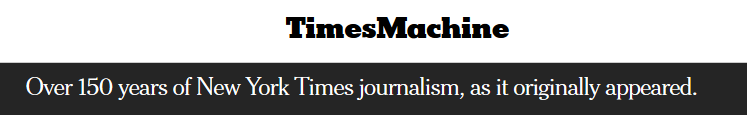 TimesMachine
Over 150 years of New York Times journalism, as it originally appeared.